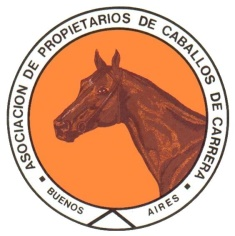 ASOCIACION DE PROPIETARIOS DE CABALLOS DE CARRERA
BUENOS AIRES